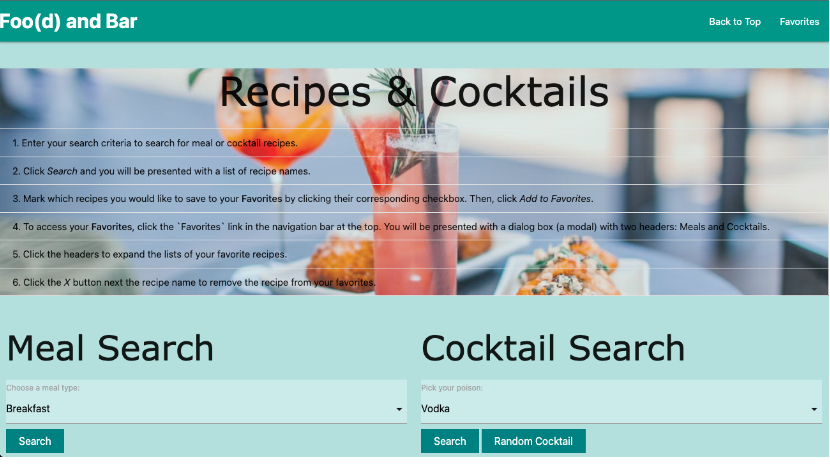 Foo(d) and Bar
Back to Top Favorites
Recipes & Cocktails
1. Enter your search criteria to search for meal or cocktail recipes.
2. Click Search and you will be presented with a list of recipe names.
3. Mark which recipes you would like to save to your Favorites by clicking their corresponding checkbox. Then, click Add to Favorites.
4. To access your Favorites, click the `Favorites` link in the navigation bar at the top. You will be presented with a dialog box (a modal) with two headers: Meals and Cocktails.
5. Click the headers to expand the lists of your favorite recipes.
6. Click the X button next the recipe name to remove the recipe from your favorites.
Meal Search
Choose a meal type:
Breakfast
Search
Cocktail Search
Pick your poison:
Vodka
Search Random Cocktail